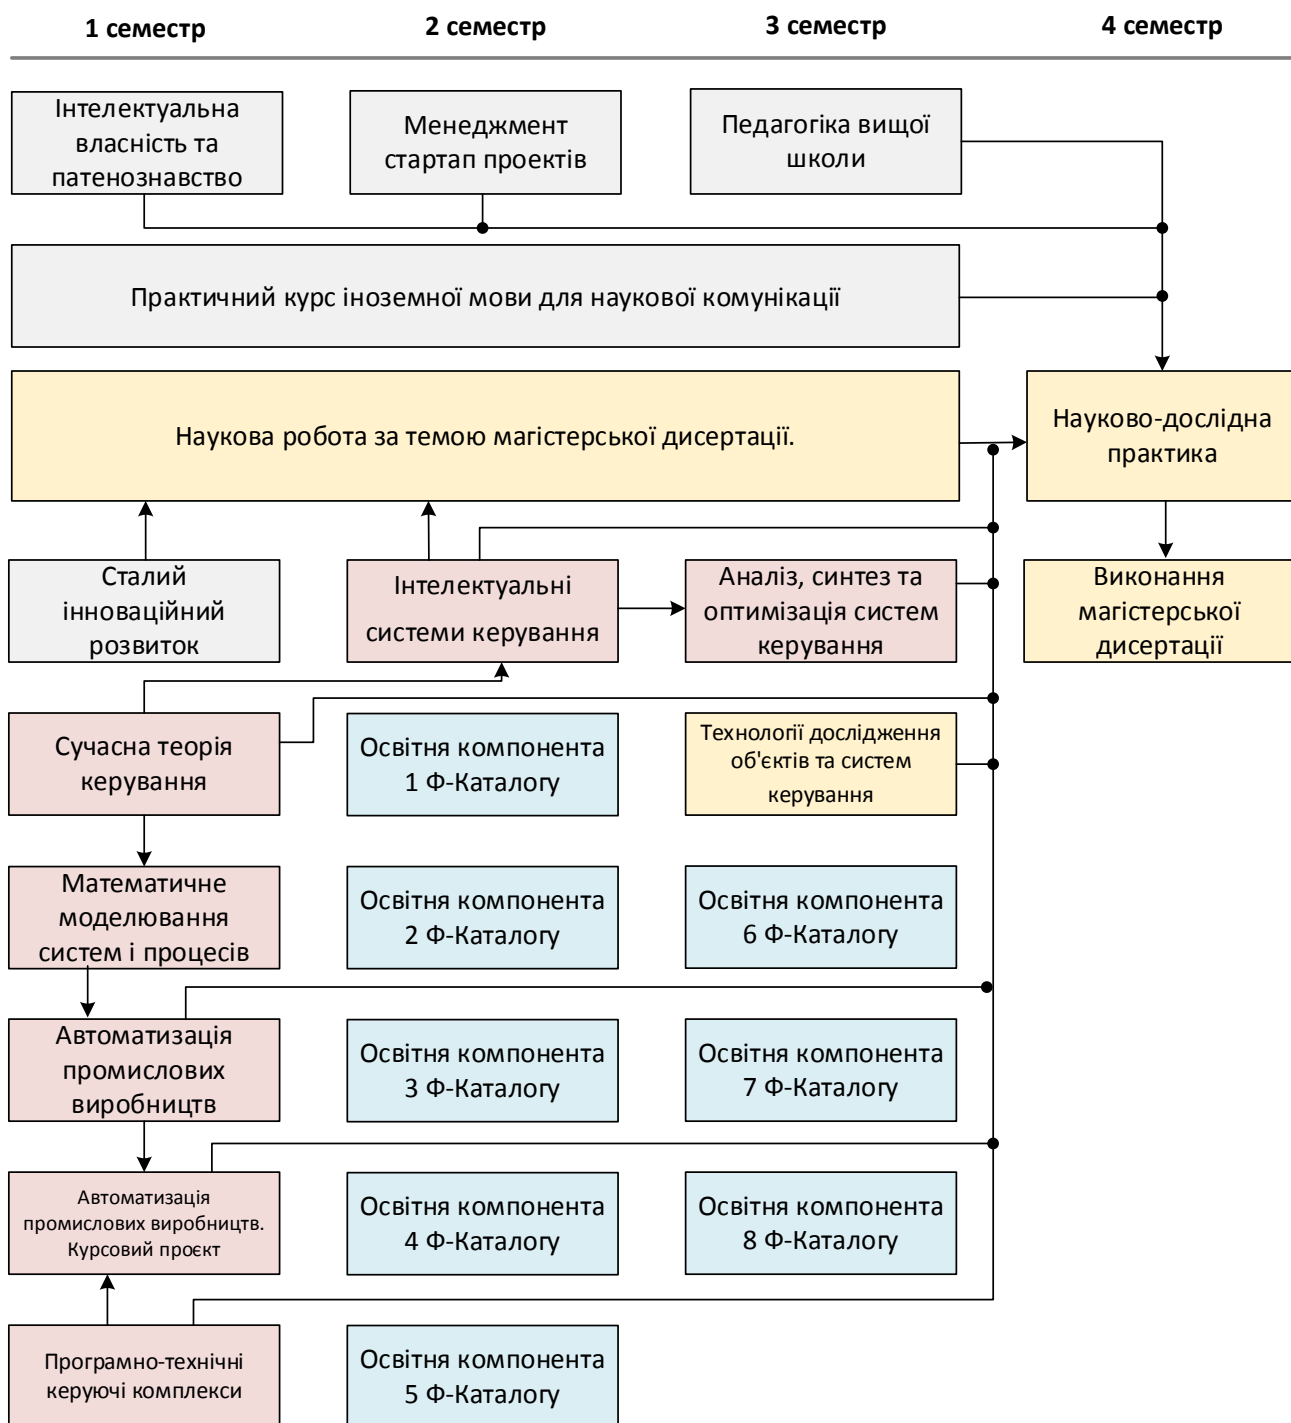 1 семестр
2 семестр
3 семестр
4 семестр
Інтелектуальна
власність та
патенознавство
Менеджмент
стартап проектів
Педагогіка вищої
школи
Практичний курс іноземної мови для наукової комунікації
Наукова робота за темою магістерської дисертації.
Науково-дослідна
практика
Сталий
інноваційний
розвиток
Інтелектуальні
системи керування
Аналіз, синтез та
оптимізація систем
керування
Виконання
магістерської
дисертації
Сучасна теорія
керування
Освітня компонента
1 Ф-Каталогу
Технології дослідження
об'єктів та систем
керування
Математичне
моделювання
систем і процесів
Освітня компонента
2 Ф-Каталогу
Освітня компонента
6 Ф-Каталогу
Автоматизація
промислових
виробництв
Освітня компонента
3 Ф-Каталогу
Освітня компонента
7 Ф-Каталогу
Автоматизація
промислових виробництв.
Курсовий проєкт
Освітня компонента
4 Ф-Каталогу
Освітня компонента
8 Ф-Каталогу
Програмно-технічні
керуючі комплекси
Освітня компонента
5 Ф-Каталогу